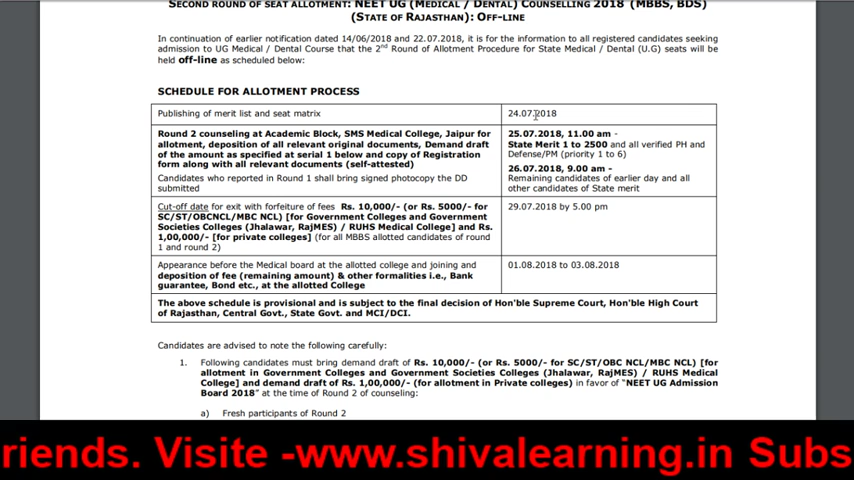 SECOND ROUND OF SEAT ALLOTMENT: NEET UG (MEDICAL / DENTAL) COUNSELLING 2018 (MBBS, BDS)
(STATE OF RAJASTHAN): OFF-LINE
In continuation of earlier notification dated 14/06/2018 and 22.07.2018, it is for the information to all registered candidates seeking
admission to UG Medical / Dental Course that the 2nd Round of Allotment Procedure for State Medical / Dental (U.G) seats will be
held off-line as scheduled below:
SCHEDULE FOR ALLOTMENT PROCESS
Publishing of merit list and seat matrix
24.07.2018
Round 2 counseling at Academic Block, SMS Medical College, Jaipur for
allotment, deposition of all relevant original documents, Demand draft
of the amount as specified at serial 1 below and copy of Registration
form along with all relevant documents (self-attested)
Candidates who reported in Round 1 shall bring signed photocopy the DD
submitted
25.07.2018, 11.00 am -
State Merit 1 to 2500 and all verified PH and
Defense/PM (priority 1 to 6)
26.07.2018, 9.00 am -
Remaining candidates of earlier day and all
other candidates of State merit
Cut-off date for exit with forfeiture of fees Rs. 10,000/- (or Rs. 5000/- for
SC/ST/OBCNCL/MBC NCL) [for Government Colleges and Government
Societies Colleges (Jhalawar, RajMES) / RUHS Medical College] and Rs.
1,00,000/- [for private colleges] (for all MBBS allotted candidates of round
1 and round 2)
29.07.2018 by 5.00 pm
Appearance before the Medical board at the allotted college and joining and
deposition of fee (remaining amount) & other formalities i.e., Bank
guarantee, Bond etc., at the allotted College
01.08.2018 to 03.08.2018
The above schedule is provisional and is subject to the final decision of Hon'ble Supreme Court, Hon'ble High Court
of Rajasthan, Central Govt., State Govt. and MCI/DCI.
Candidates are advised to note the following carefully:
1. Following candidates must bring demand draft of Rs. 10,000/- (or Rs. 5000/- for SC/ST/OBC NCL/MBC NCL) [for
allotment in Government Colleges and Government Societies Colleges (Jhalawar, RajMES) / RUHS Medical
College] and demand draft of Rs. 1,00,000/- (for allotment in Private colleges) in favor of "NEET UG Admission
Board 2018" at the time of Round 2 of counseling:
a) Fresh participants of Round 2
riends. Visite -www.shivalearning.in Subs